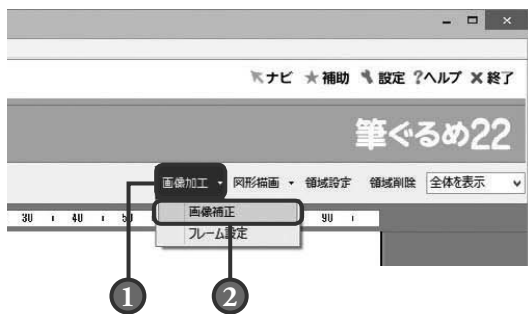 ナビ ★補助 設定 ?ヘルプ ×終了
筆ぐるめ22
画像加工 ・ 図形描画 ・ 領域設定 領域削除 全体を表示
30 40 90
画像補正
フレーム設定
1 2